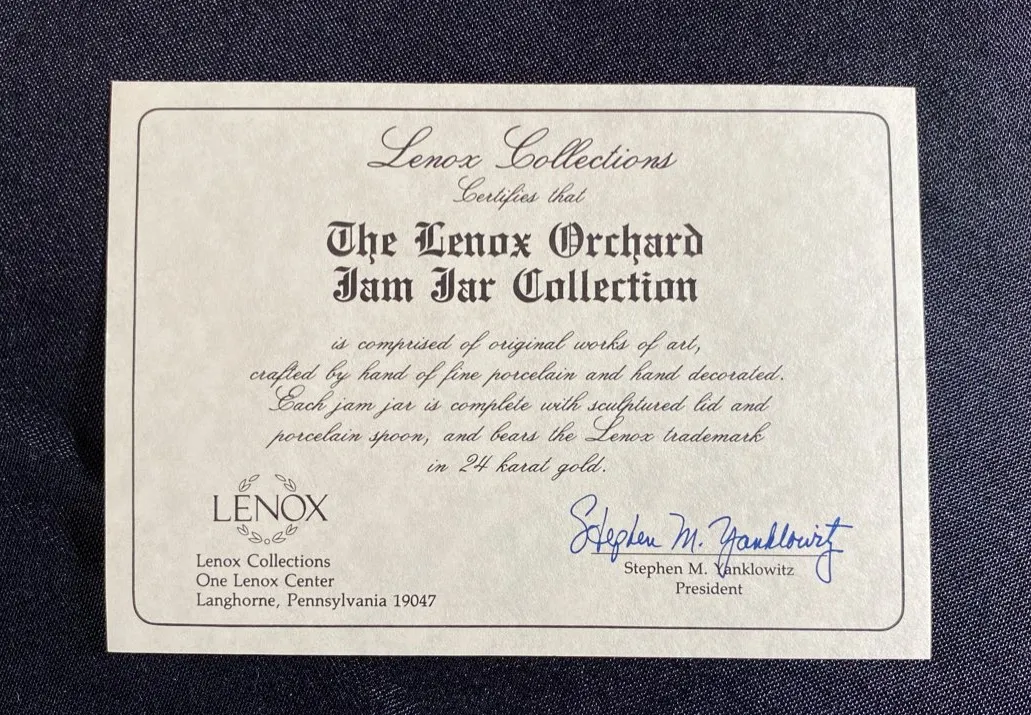 Lenox Collections
Certifies that
The Lenox Orchard
Jam Jar Collection
is comprised of original works of art,
crafted by hand of fine porcelain and hand decorated.
Each jam jar is complete with sculptured lid and
porcelain spoon, and bears the Lenox trademark
in 24 karat gold.
LENOX
Lenox Collections
One Lenox Center
Langhorne, Pennsylvania 19047
Stephen M. Yanklowitz
Stephen M. Yanklowitz
President